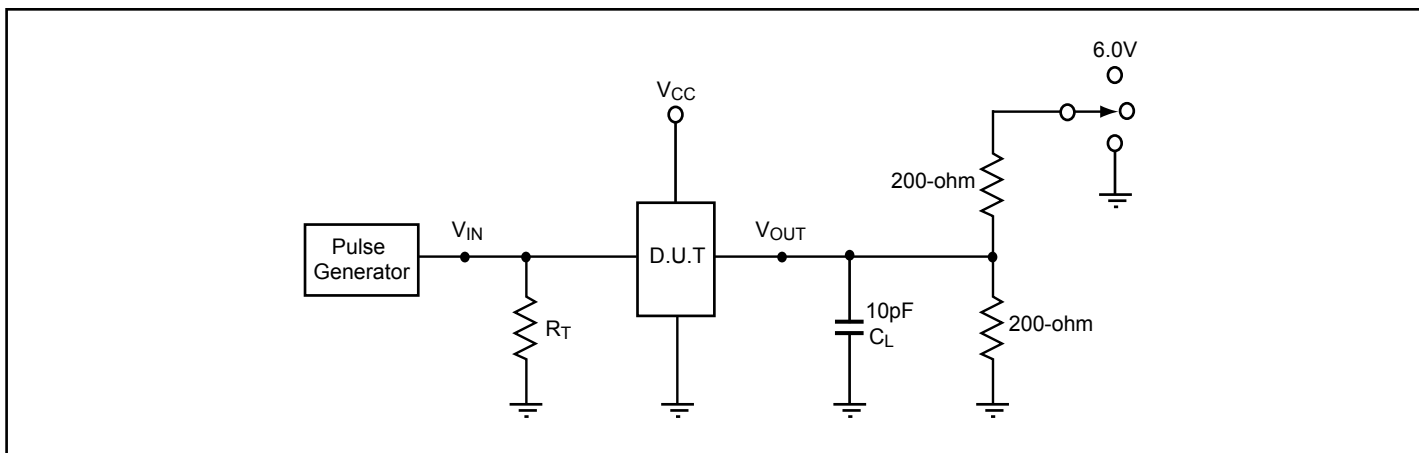 6.0V
VCC
200-ohm
VIN
VOUT
Pulse
Generator
D.U.T
RT
10pF
CL
200-ohm